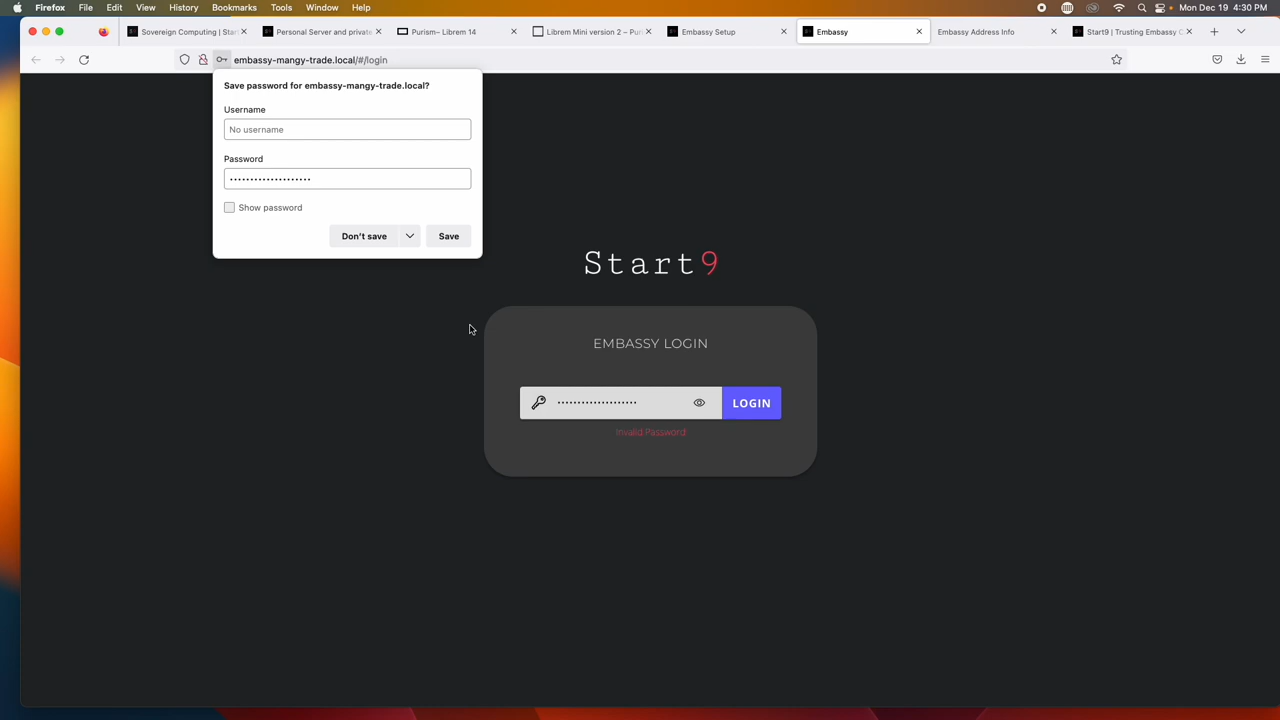 Firefox File Edit View History Bookmarks Tools Window Help Mon Dec 19 4:30 PM
Sovereign Computing | Start Personal Server and private Purism– Librem 14 Librem Mini version 2 – Puri Embassy Setup Embassy Embassy Address Info Start9 | Trusting Embassy C
embassy-mangy-trade.local/#/login
Save password for embassy-mangy-trade.local?
Username
No username
Password
Show password
Don't save Save
Start9
EMBASSY LOGIN
LOGIN
Invalid Password